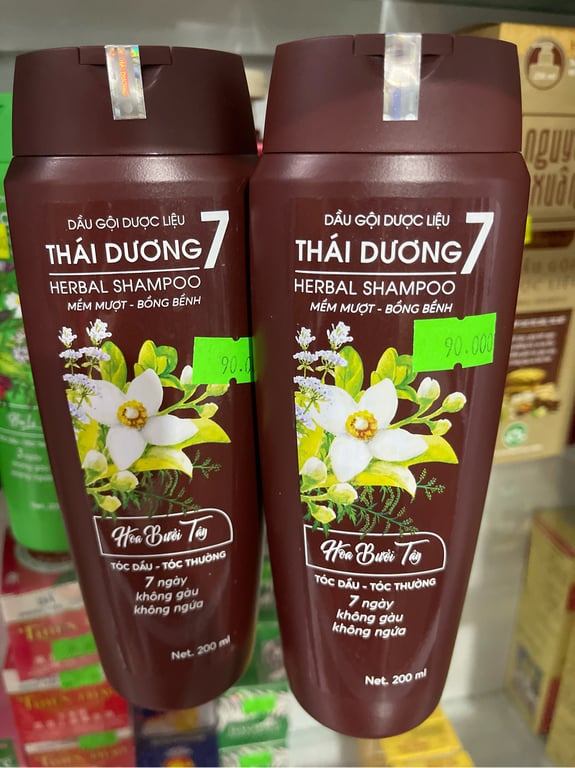 DẦU GỘI DƯỢC LIỆU
THÁI DƯƠNG 7
HERBAL SHAMPOO
MỀM MƯỢT - BỒNG BỀNH
90.0
Hoa Bưởi Tây
TÓC DẦU - TÓC THƯỜNG
7 ngày
không gàu
không ngứa
Net. 200 ml
DẦU GỘI DƯỢC LIỆU
THÁI DƯƠNG 7
HERBAL SHAMPOO
MỀM MƯỢT - BỒNG BỀNH
90.000
Hoa Bưởi Tây
TÓC DẦU - TÓC THƯỜNG
7 ngày
không gàu
không ngứa
Net. 200 ml